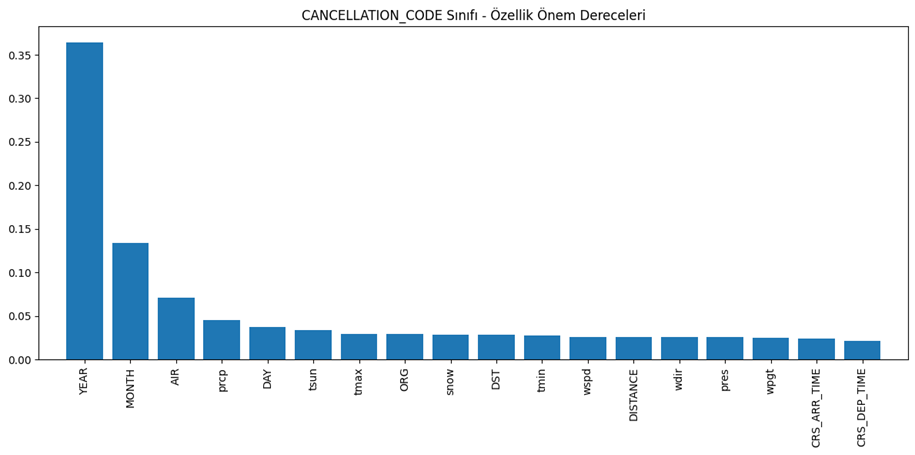 CANCELLATION_CODE Sınıfı - Özellik Önem Dereceleri
0.35
0.30
0.25
0.20
0.15
0.10
0.05
0.00
YEAR
MONTH
AIR
prcp
DAY
tsun
tmax
ORG
snow
DST
tmin
wspd
DISTANCE
wdir
pres
wpgt
CRS_ARR_TIME
CRS_DEP_TIME